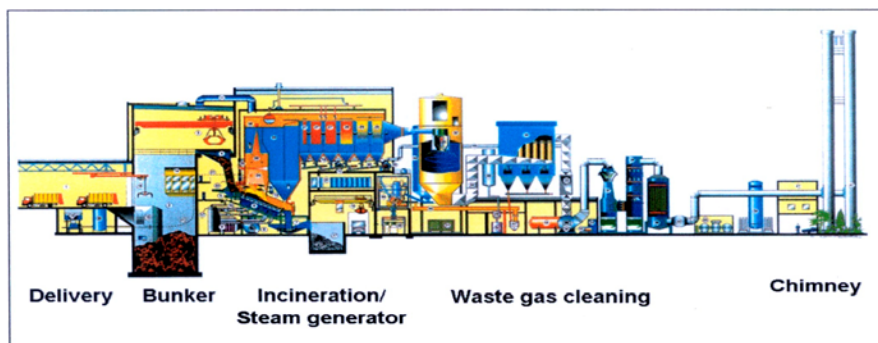 Delivery
Bunker
Incineration/
Steam generator
Waste gas cleaning
Chimney